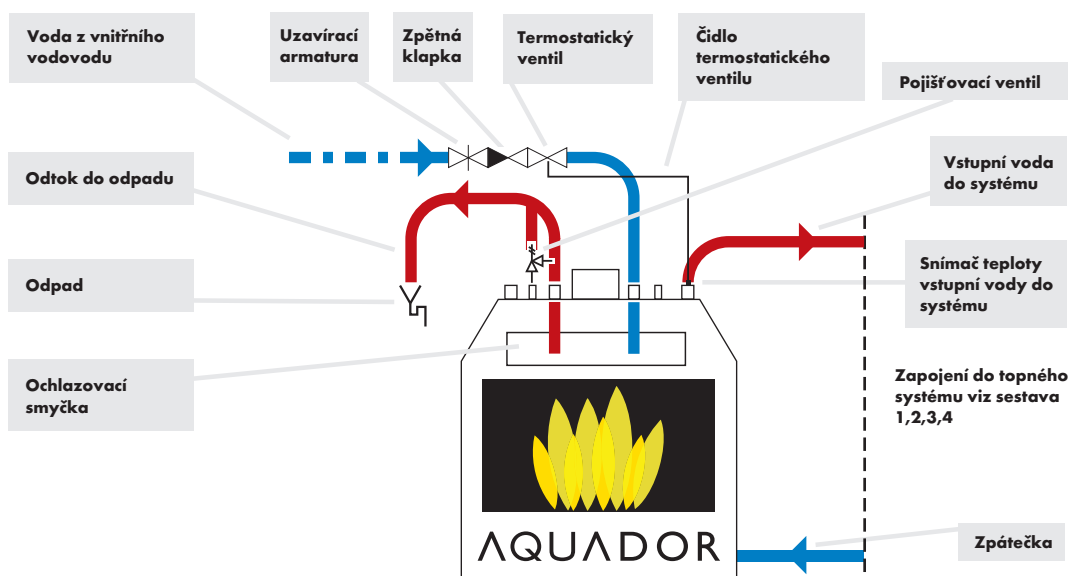 Voda z vnitřního
vodovodu
Uzavírací
armatura
Zpětná
klapka
Termostatický
ventil
Čidlo
termostatického
ventilu
Pojišťovací ventil
Odtok do odpadu
Vstupní voda
do systému
Odpad
Snímač teploty
vstupní vody do
systému
Ochlazovací
smyčka
Zapojení do topného
systému viz sestava
1,2,3,4
AQUADOR
Zpátečka